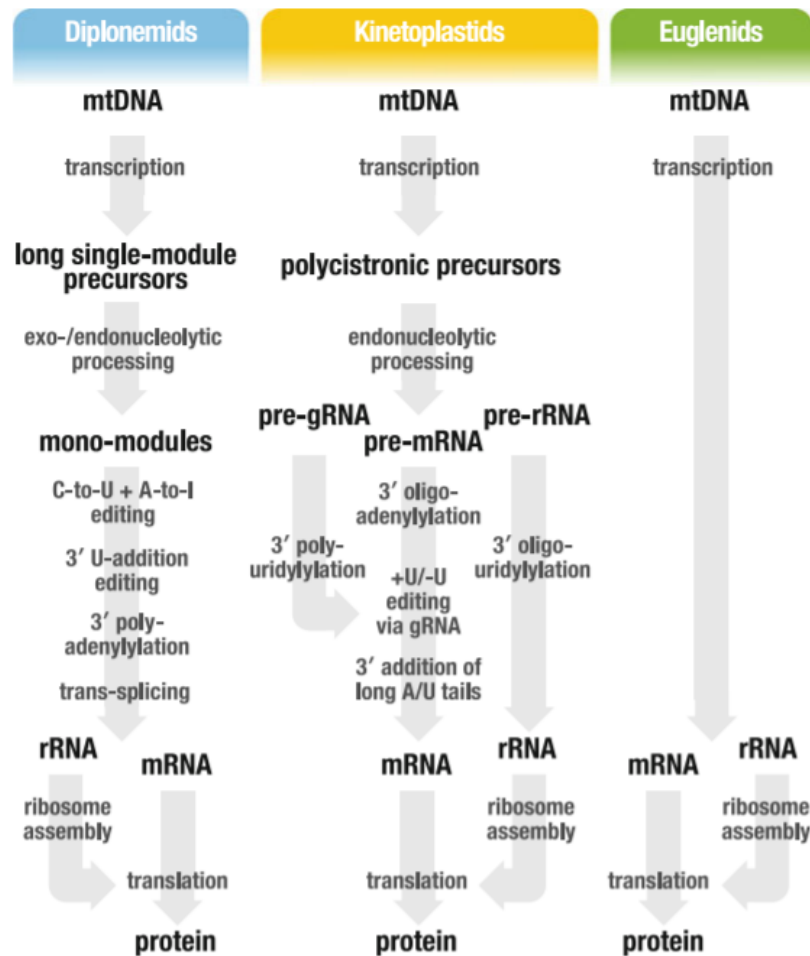 Diplonemids
mtDNA
transcription
long single-module
precursors
exo-/endonucleolytic
processing
mono-modules
C-to-U + A-to-I
editing
3′ U-addition
editing
3′ poly-
adenylylation
trans-splicing
rRNA
mRNA
ribosome
assembly
translation
protein
Kinetoplastids
mtDNA
transcription
polycistronic precursors
endonucleolytic
processing
pre-gRNA
pre-mRNA
pre-rRNA
3′ poly-
uridylylation
3′ oligo-
adenylylation
+U/-U
editing
via gRNA
3′ addition of
long A/U tails
3′ oligo-
uridylylation
mRNA
rRNA
ribosome
assembly
translation
protein
Euglenids
mtDNA
transcription
mRNA
rRNA
ribosome
assembly
translation
protein